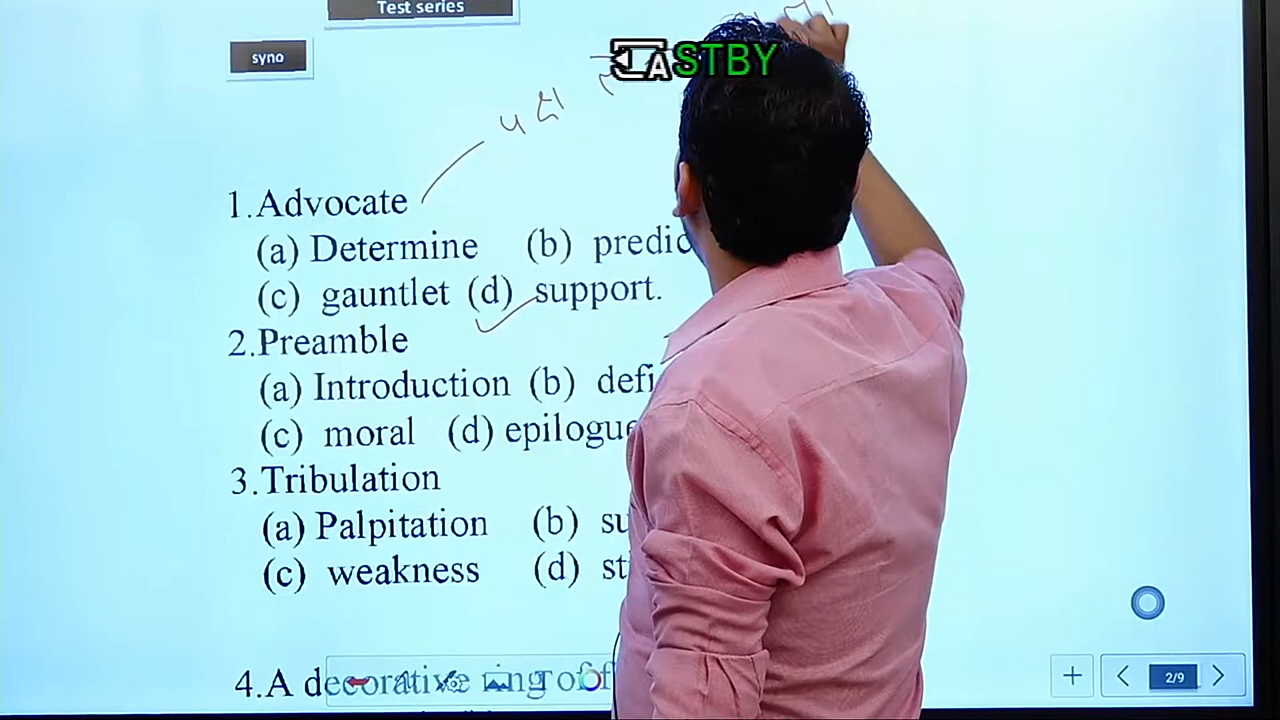 Test series
syno
EASTBY
1.Advocate
(a) Determine (b) predic
(c) gauntlet (d) support.
2.Preamble
(a) Introduction (b) defi
(c) moral (d) epilogue
3.Tribulation
(a) Palpitation (b) su
(c) weakness (d) st
4.A decorative ring of f
2/9